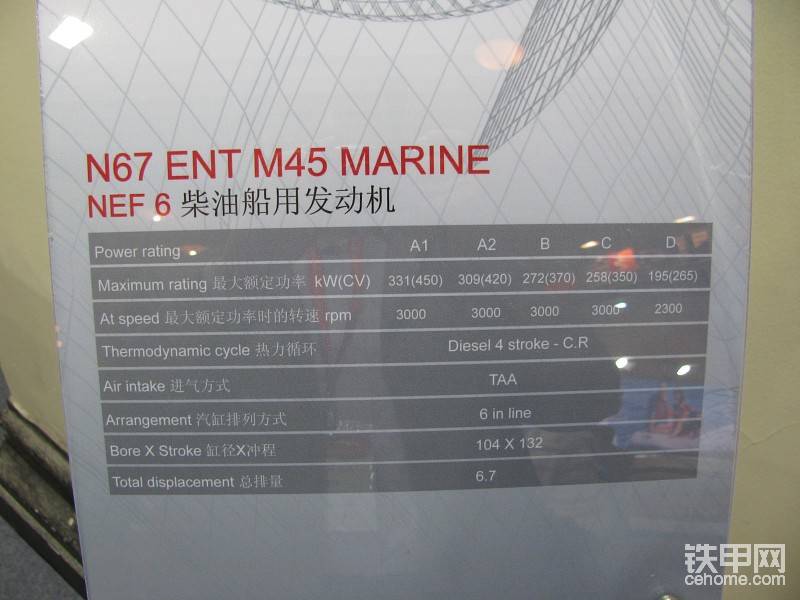 N67 ENT M45 MARINE
NEF 6 柴油船用发动机
Power rating A1 A2 B C D
Maximum rating 最大额定功率 kW(CV) 331(450) 309(420) 272(370) 258(350) 195(265)
At speed 最大额定功率时的转速 rpm 3000 3000 3000 3000 2300
Thermodynamic cycle 热力循环 Diesel 4 stroke - C.R
Air intake 进气方式 TAA
Arrangement 汽缸排列方式 6 in line
Bore X Stroke 缸径X冲程 104 X 132
Total displacement 总排量 6.7
铁甲网
cehome.com